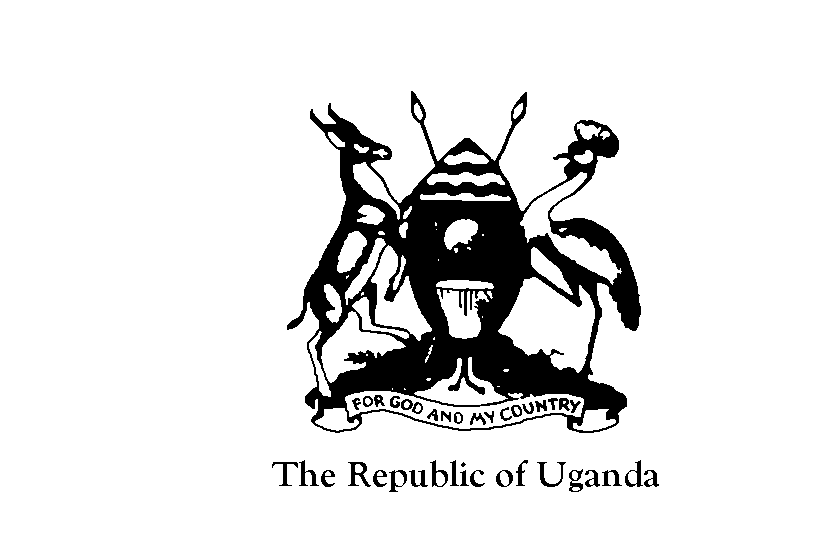 FOR GOD AND MY COUNTRY
The Republic of Uganda